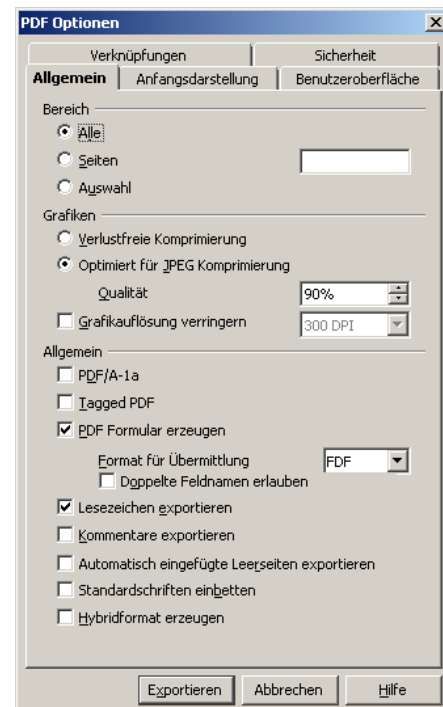 PDF Optionen
Verknüpfungen Sicherheit
Allgemein Anfangsdarstellung Benutzeroberfläche
Bereich
Alle
Seiten
Auswahl
Grafiken
Verlustfreie Komprimierung
Optimiert für JPEG Komprimierung
Qualität 90%
Grafikauflösung verringern 300 DPI
Allgemein
PDF/A-1a
Tagged PDF
PDF Formular erzeugen
Format für Übermittlung FDF
Doppelte Feldnamen erlauben
Lesezeichen exportieren
Kommentare exportieren
Automatisch eingefügte Leerseiten exportieren
Standardschriften einbetten
Hybridformat erzeugen
Exportieren Abbrechen Hilfe